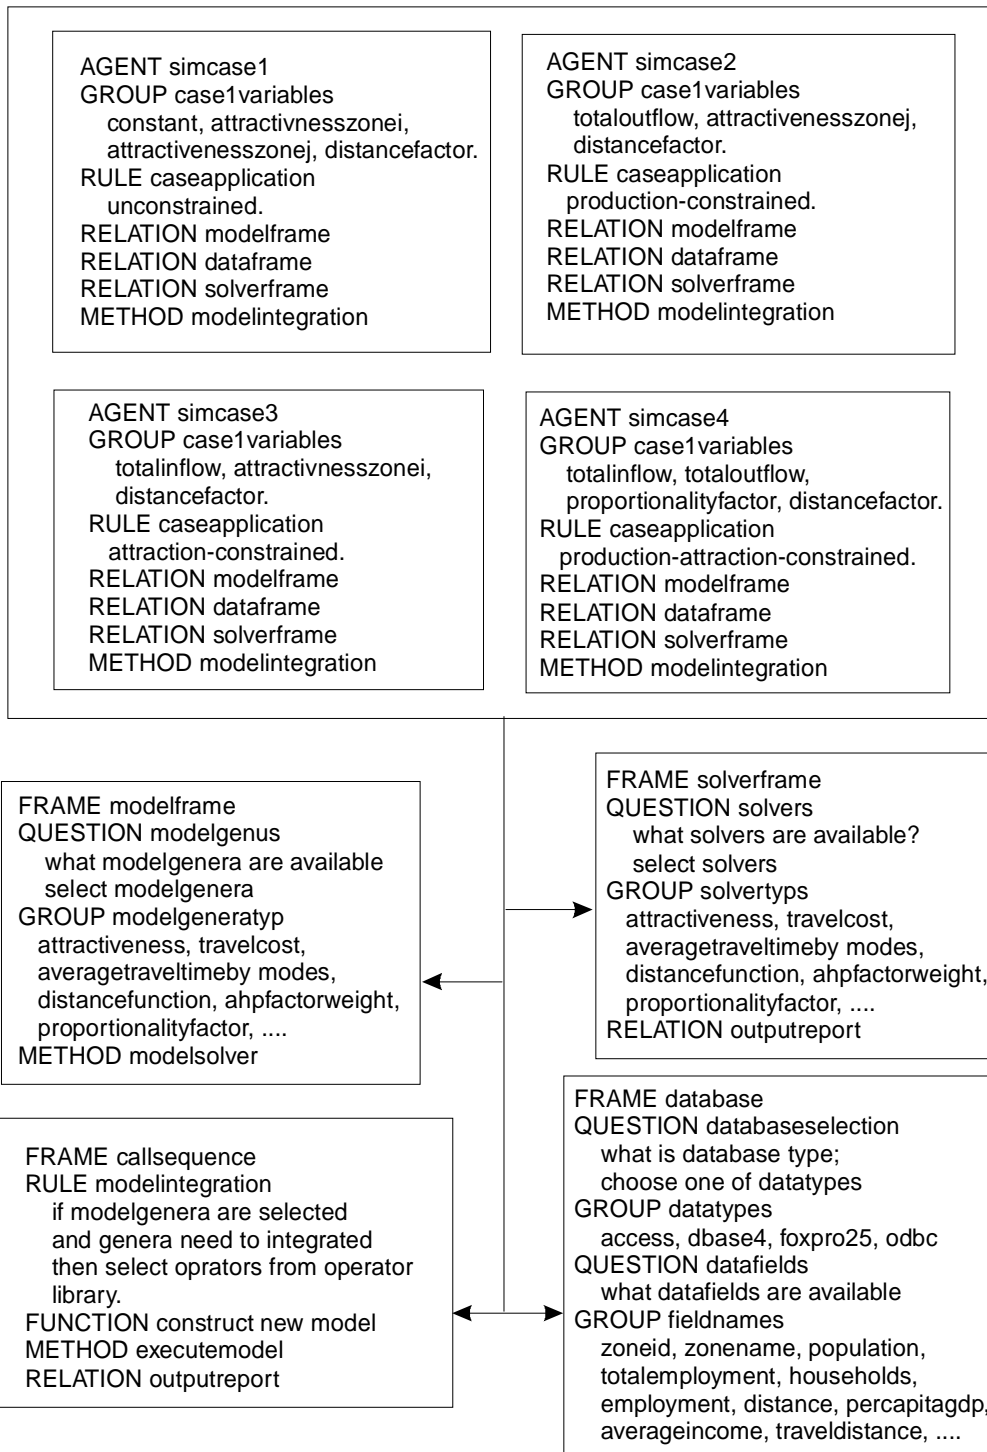 AGENT simcase1
GROUP case1variables
constant, attractivnesszonei,
attractivenesszonej, distancefactor.
RULE caseapplication
unconstrained.
RELATION modelframe
RELATION dataframe
RELATION solverframe
METHOD modelintegration
AGENT simcase2
GROUP case1variables
totaloutflow, attractivenesszonej,
distancefactor.
RULE caseapplication
production-constrained.
RELATION modelframe
RELATION dataframe
RELATION solverframe
METHOD modelintegration
AGENT simcase3
GROUP case1variables
totalinflow, attractivnesszonei,
distancefactor.
RULE caseapplication
attraction-constrained.
RELATION modelframe
RELATION dataframe
RELATION solverframe
METHOD modelintegration
AGENT simcase4
GROUP case1variables
totalinflow, totaloutflow,
proportionalityfactor, distancefactor.
RULE caseapplication
production-attraction-constrained.
RELATION modelframe
RELATION dataframe
RELATION solverframe
METHOD modelintegration
FRAME modelframe
QUESTION modelgenus
what modelgenera are available
select modelgenera
GROUP modelgeneratyp
attractiveness, travelcost,
averagetraveltimeby modes,
distancefunction, ahpfactorweight,
proportionalityfactor, ....
METHOD modelsolver
FRAME solverframe
QUESTION solvers
what solvers are available?
select solvers
GROUP solvertyps
attractiveness, travelcost,
averagetraveltimeby modes,
distancefunction, ahpfactorweight,
proportionalityfactor, ....
RELATION outputreport
FRAME callsequence
RULE modelintegration
if modelgenera are selected
and genera need to integrated
then select oprators from operator
library.
FUNCTION construct new model
METHOD executemodel
RELATION outputreport
FRAME database
QUESTION databaseselection
what is database type;
choose one of datatypes
GROUP datatypes
access, dbase4, foxpro25, odbc
QUESTION datafields
what datafields are available
GROUP fieldnames
zoneid, zonename, population,
totalemployment, households,
employment, distance, percapitagdp,
averageincome, traveldistance, ....